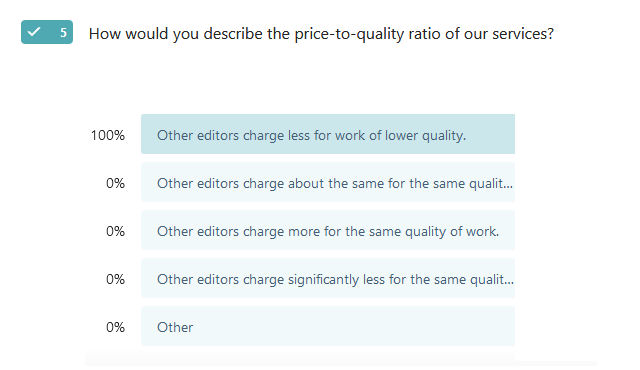 5 How would you describe the price-to-quality ratio of our services?
100% Other editors charge less for work of lower quality.
0% Other editors charge about the same for the same qualit...
0% Other editors charge more for the same quality of work.
0% Other editors charge significantly less for the same qualit...
0% Other